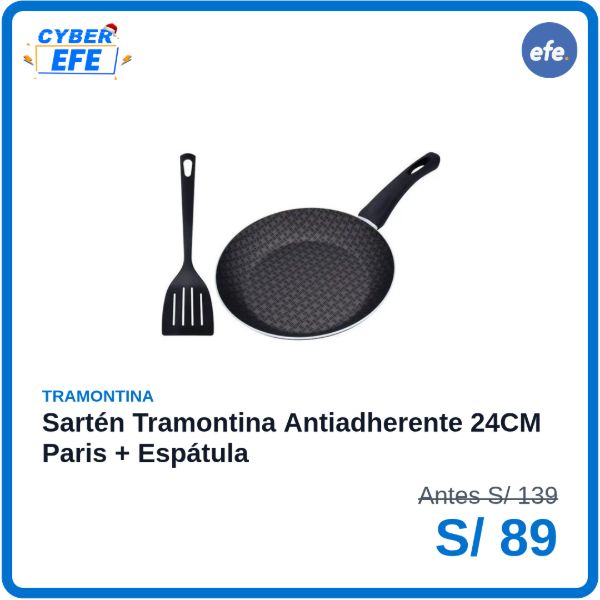 CYBER
EFE
efe.
TRAMONTINA
Sartén Tramontina Antiadherente 24CM
Paris + Espátula
Antes S/ 139
S/ 89